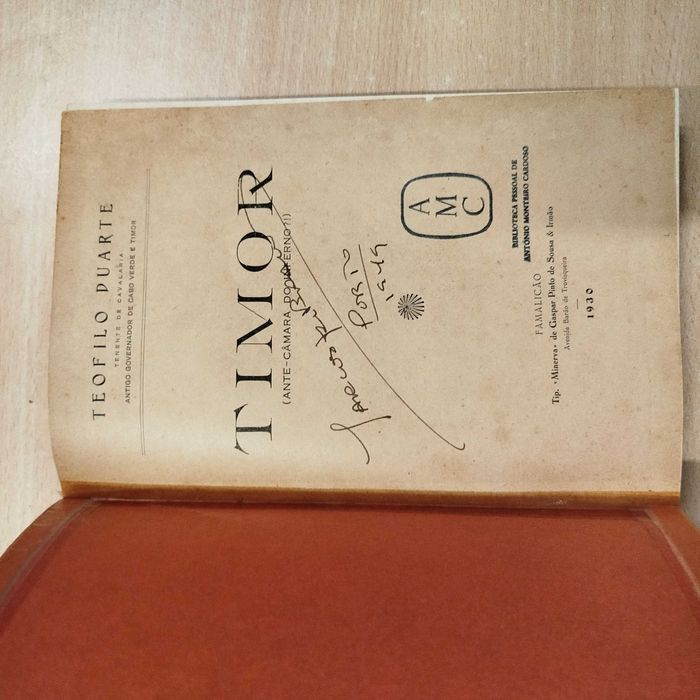 TEOFILO DUARTE
TENENTE DE CAVALARIA
ANTIGO GOVERNADOR DE CABO VERDE E TIMOR
TIMOR
(ANTE-CÂMARA DO INFERNO?!)
PORTO
A
M
C
BIBLIOTECA PESSOAL DE
ANTÓNIO MONTEIRO CARDOSO
FAMALICÃO
Tip. «Minerva» de Gaspar Pinto de Sousa & Irmão
Avenida Barão de Trovisqueira
1930